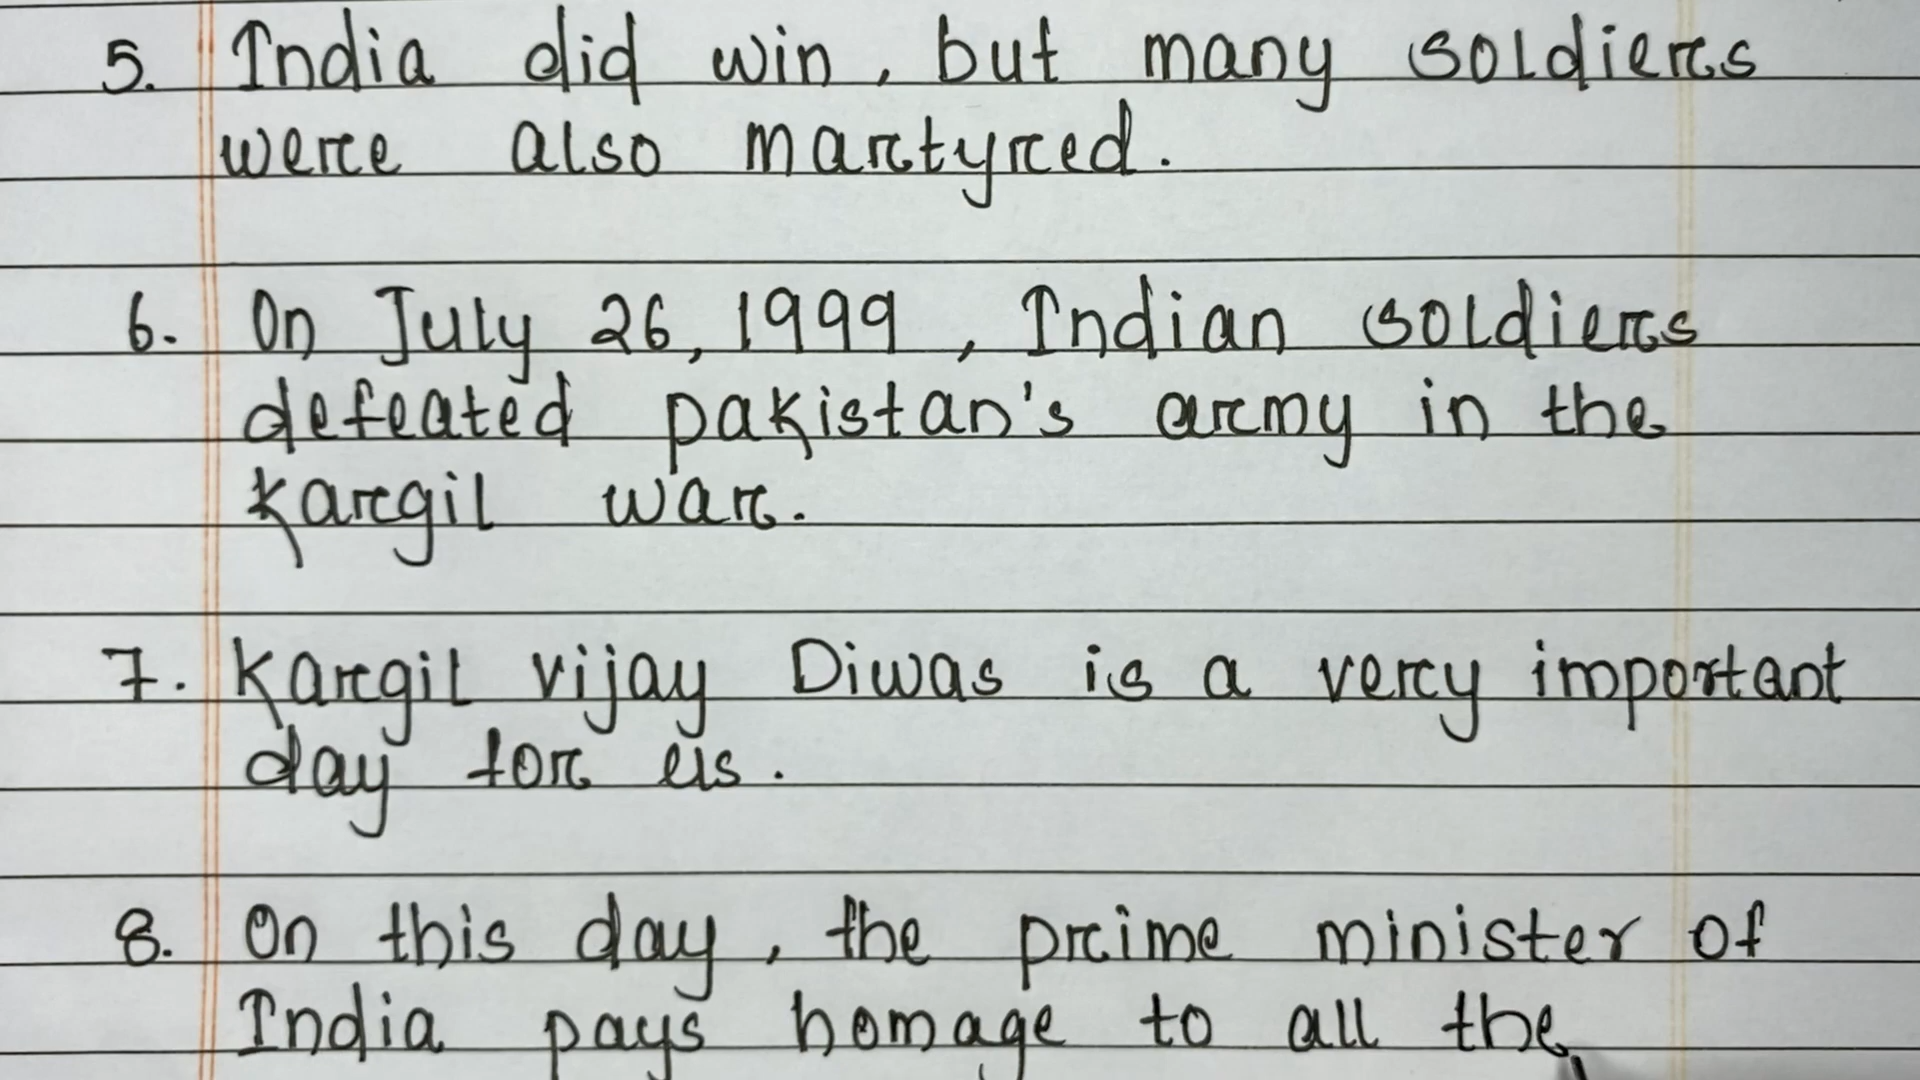 5. India did win, but many soldiers
were also martyred.
6. On July 26, 1999, Indian soldiers
defeated pakistan's army in the
Kargil war.
7. Kargil vijay Diwas is a very important
day for us.
8. On this day, the prime minister of
India pays homage to all the